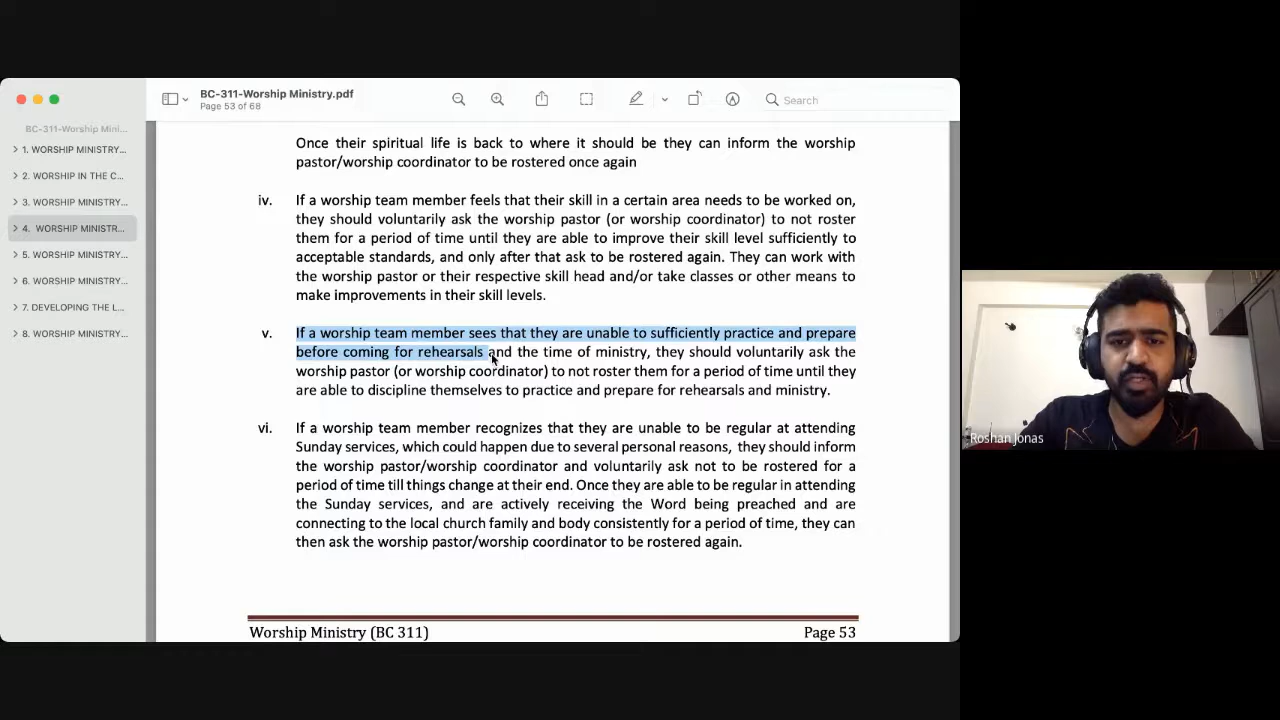 BC-311-Worship Ministry.pdf
Page 53 of 68
Search
BC-311-Worship Mini...
1. WORSHIP MINISTRY...
2. WORSHIP IN THE C...
3. WORSHIP MINISTRY...
4. WORSHIP MINISTR...
5. WORSHIP MINISTRY...
6. WORSHIP MINISTRY...
7. DEVELOPING THE L...
8. WORSHIP MINISTRY...
Once their spiritual life is back to where it should be they can inform the worship
pastor/worship coordinator to be rostered once again
iv. If a worship team member feels that their skill in a certain area needs to be worked on,
they should voluntarily ask the worship pastor (or worship coordinator) to not roster
them for a period of time until they are able to improve their skill level sufficiently to
acceptable standards, and only after that ask to be rostered again. They can work with
the worship pastor or their respective skill head and/or take classes or other means to
make improvements in their skill levels.
v. If a worship team member sees that they are unable to sufficiently practice and prepare
before coming for rehearsals and the time of ministry, they should voluntarily ask the
worship pastor (or worship coordinator) to not roster them for a period of time until they
are able to discipline themselves to practice and prepare for rehearsals and ministry.
vi. If a worship team member recognizes that they are unable to be regular at attending
Sunday services, which could happen due to several personal reasons, they should inform
the worship pastor/worship coordinator and voluntarily ask not to be rostered for a
period of time till things change at their end. Once they are able to be regular in attending
the Sunday services, and are actively receiving the Word being preached and are
connecting to the local church family and body consistently for a period of time, they can
then ask the worship pastor/worship coordinator to be rostered again.
Worship Ministry (BC 311) Page 53
Roshan Jonas